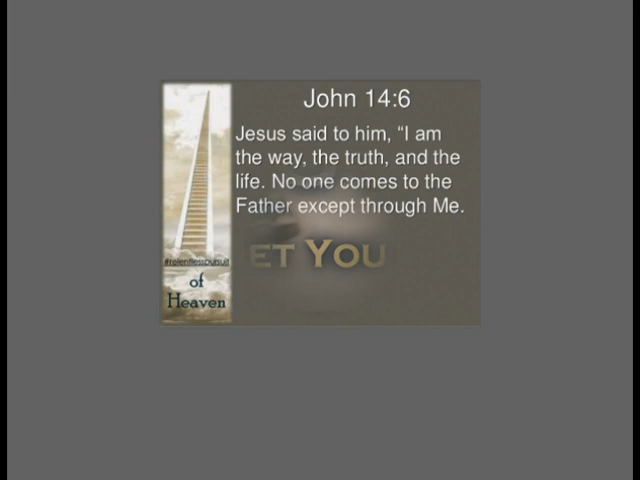 John 14:6
Jesus said to him, “I am
the way, the truth, and the
life. No one comes to the
Father except through Me.
#relentlesspursuit
of
Heaven
ET YOU